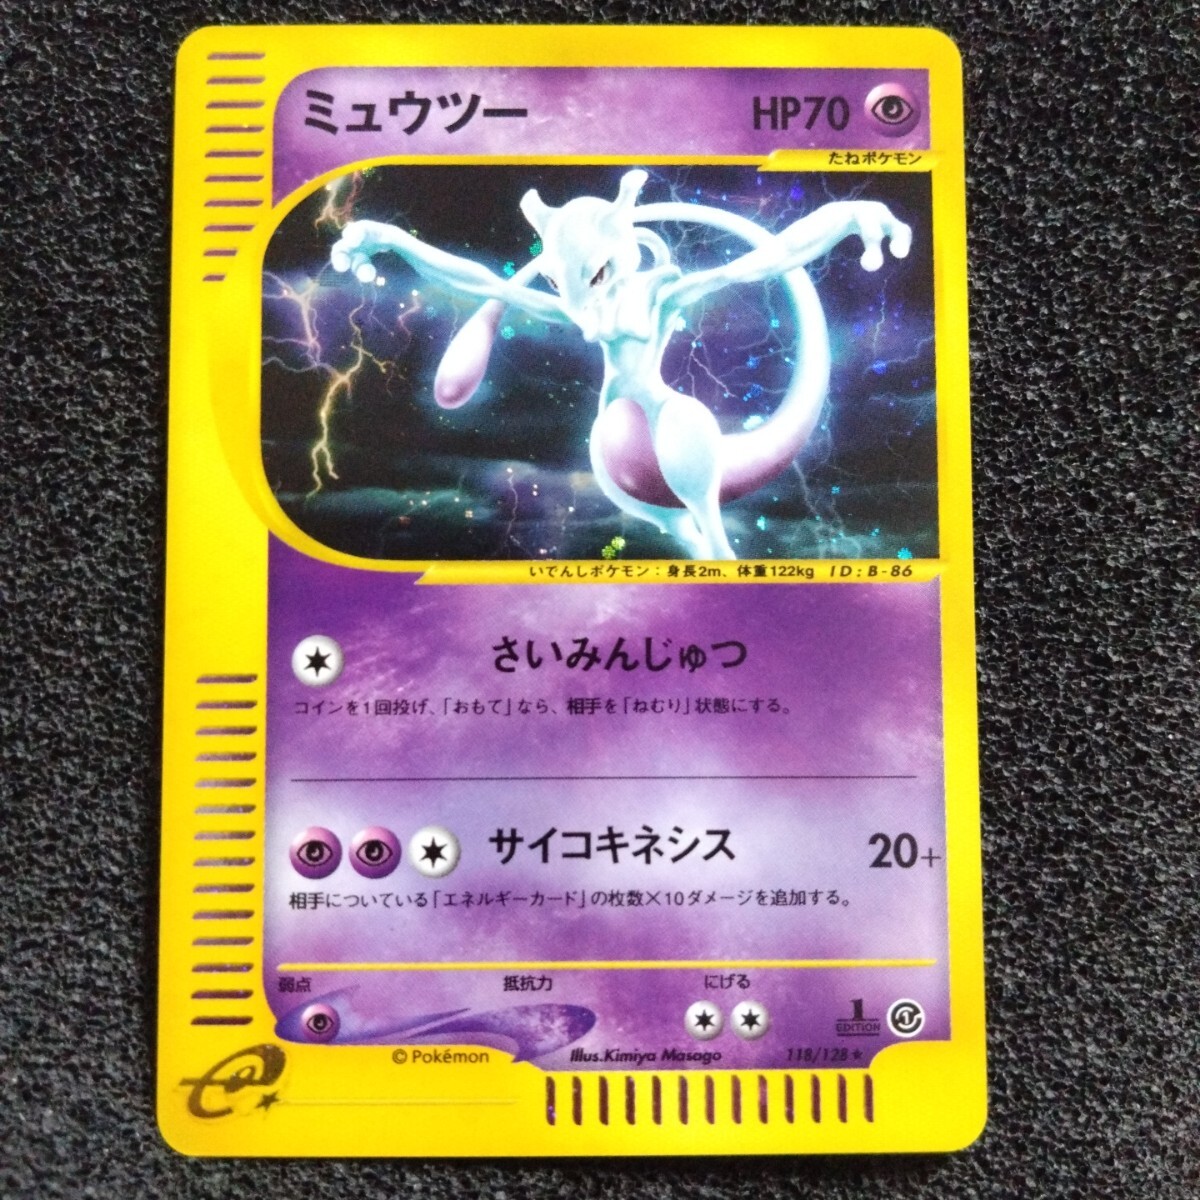 ミュウツー HP70
たねポケモン
いでんしポケモン：身長2m、体重122kg ID：B-86
さいみんじゅつ
コインを1回投げ、「おもて」なら、相手を「ねむり」状態にする。
サイコキネシス 20+
相手についている「エネルギーカード」の枚数×10ダメージを追加する。
弱点 抵抗力 にげる
1 EDITION
©Pokémon Illus.Kimiya Masago 118/128★
e